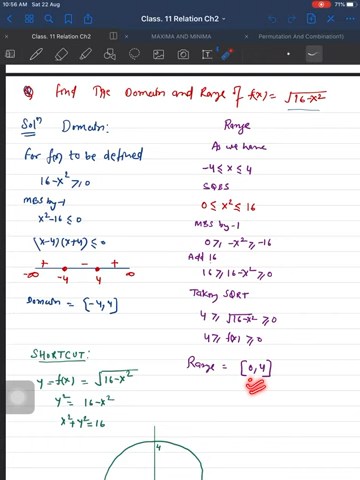 10:56 AM Sat 22 Aug
71%
Class. 11 Relation Ch2
Class. 11 Relation Ch2
MAXIMA AND MINIMA
Permutation And Combination1
Q) Find The Domain and Range of f(x) = √16-x²
Solⁿ Domain:
For f(x) to be defined
16-x² ≥ 0
MBS by -1
x²-16 ≤ 0
(x-4)(x+4) ≤ 0
+ - +
-∞ -4 4 ∞
Domain = [-4,4]
SHORTCUT:
y = f(x) = √16-x²
y² = 16-x²
x²+y²=16
4
Range
As we have
-4 ≤ x ≤ 4
SQBS
0 ≤ x² ≤ 16
MBS by -1
0 ≥ -x² ≥ -16
Add 16
16 ≥ 16-x² ≥ 0
Taking SQRT
4 ≥ √16-x² ≥ 0
4 ≥ f(x) ≥ 0
Range = [0,4]